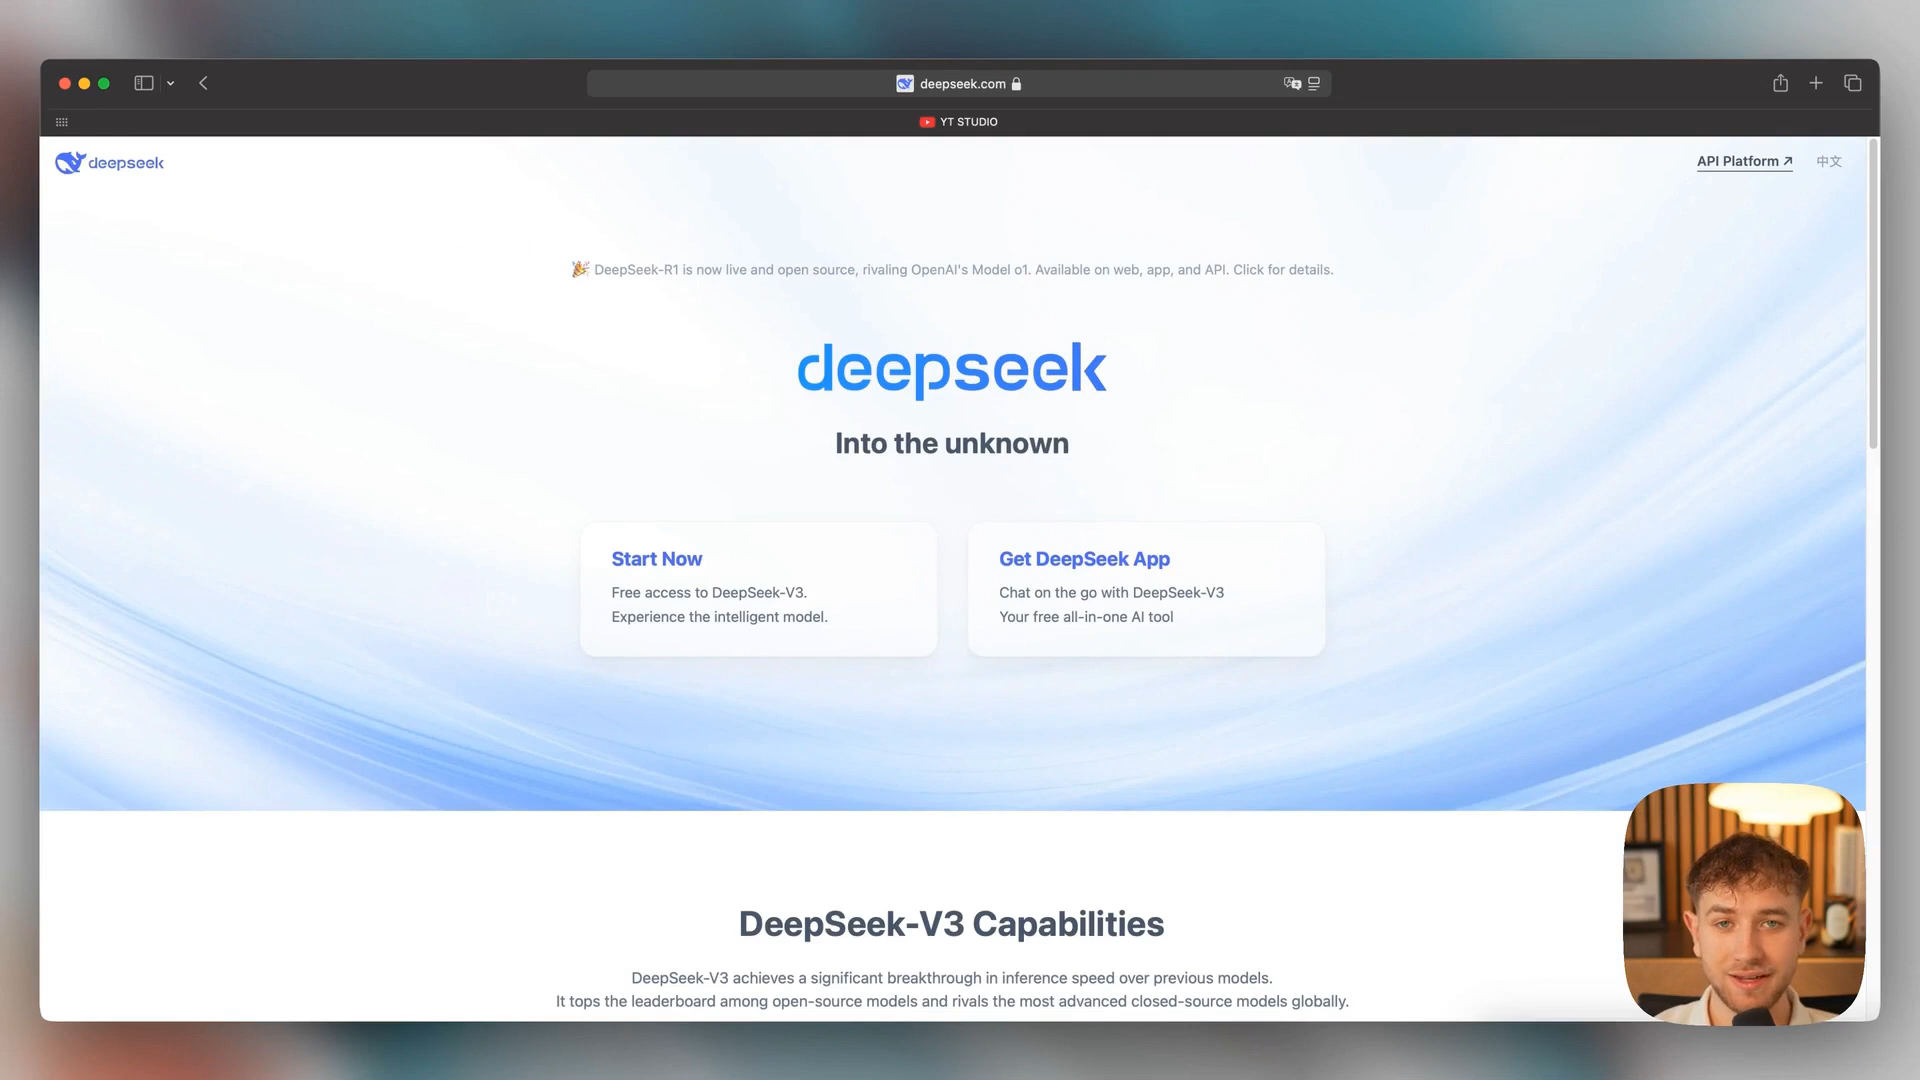 deepseek.com
YT STUDIO
deepseek
API Platform ↗
中文
🎉 DeepSeek-R1 is now live and open source, rivaling OpenAI's Model o1. Available on web, app, and API. Click for details.
deepseek
Into the unknown
Start Now
Free access to DeepSeek-V3.
Experience the intelligent model.
Get DeepSeek App
Chat on the go with DeepSeek-V3
Your free all-in-one AI tool
DeepSeek-V3 Capabilities
DeepSeek-V3 achieves a significant breakthrough in inference speed over previous models.
It tops the leaderboard among open-source models and rivals the most advanced closed-source models globally.